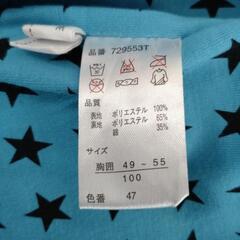 品番 729553T
品質
表地 ポリエステル 100%
裏地 ポリエステル 65%
綿 35%
サイズ
胸囲 49-55
100
色番 47